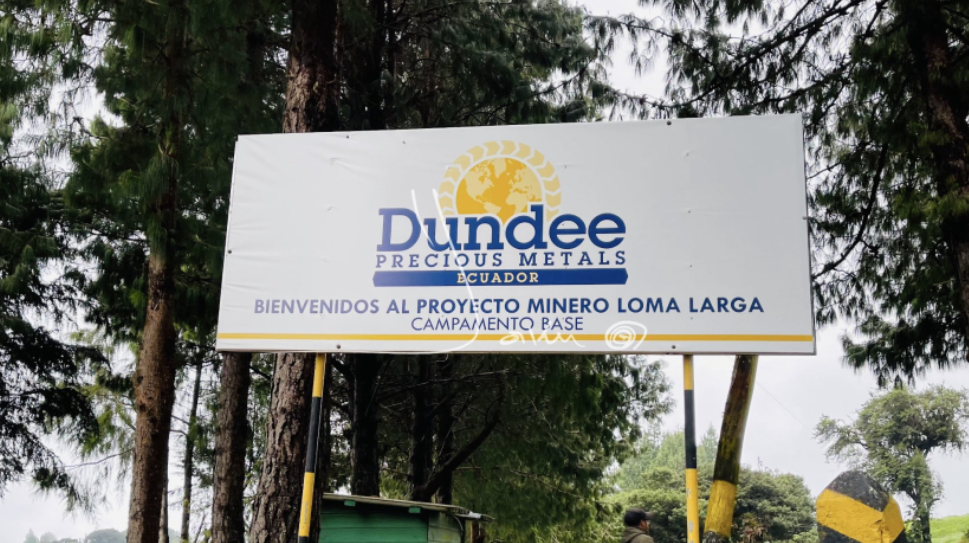 Dundee
PRECIOUS METALS
ECUADOR
BIENVENIDOS AL PROYECTO MINERO LOMA LARGA
CAMPAMENTO BASE